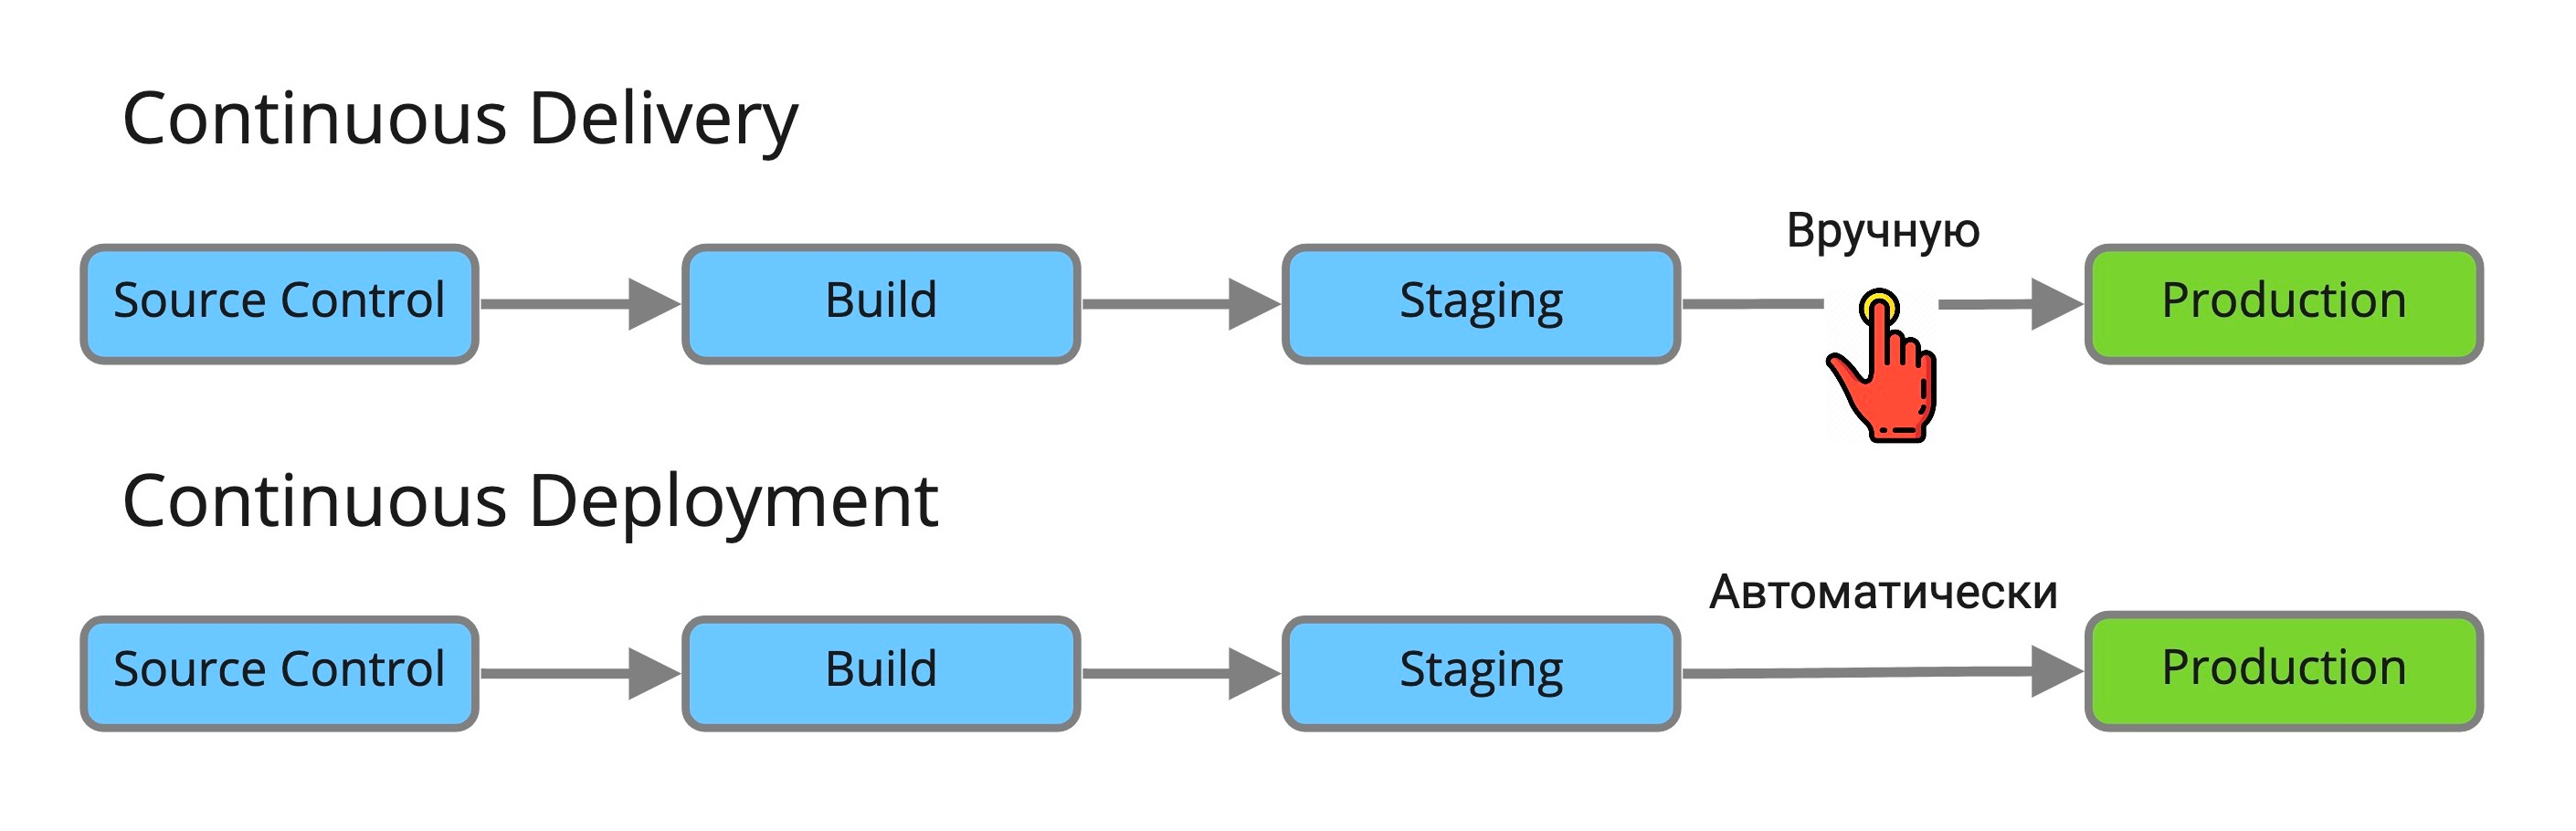 Continuous Delivery
Вручную
Source Control
Build
Staging
Production
Continuous Deployment
Автоматически
Source Control
Build
Staging
Production